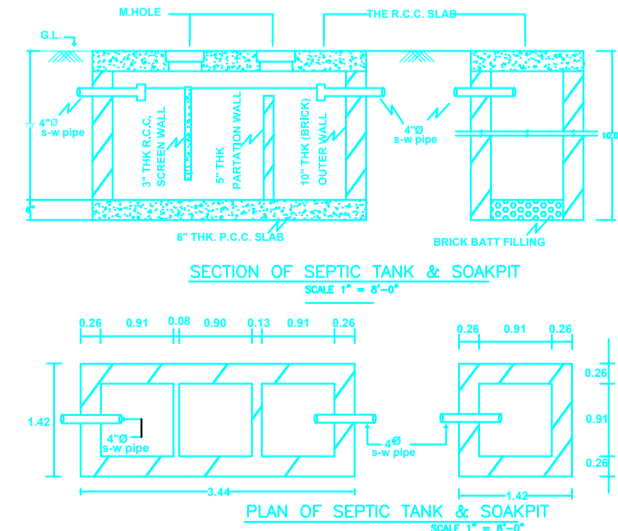 M.HOLE
THE R.C.C. SLAB
G.L.
4"Ø
s-w pipe
3" THK R.C.C,
SCREEN WALL
5" THK
PARTATION WALL
10" THK (BRICK)
OUTER WALL
4"Ø
s-w pipe
6" THK, P.C.C. SLAB
BRICK BATT FILLING
SECTION OF SEPTIC TANK & SOAKPIT
SCALE 1" = 8'-0"
0.26 0.91 0.08 0.90 0.13 0.91 0.26
0.26 0.91 0.26
1.42
4"Ø
s-w pipe
4"Ø
s-w pipe
0.26
0.91
0.26
3.44
1.42
PLAN OF SEPTIC TANK & SOAKPIT
SCALE 1" = 8'-0"